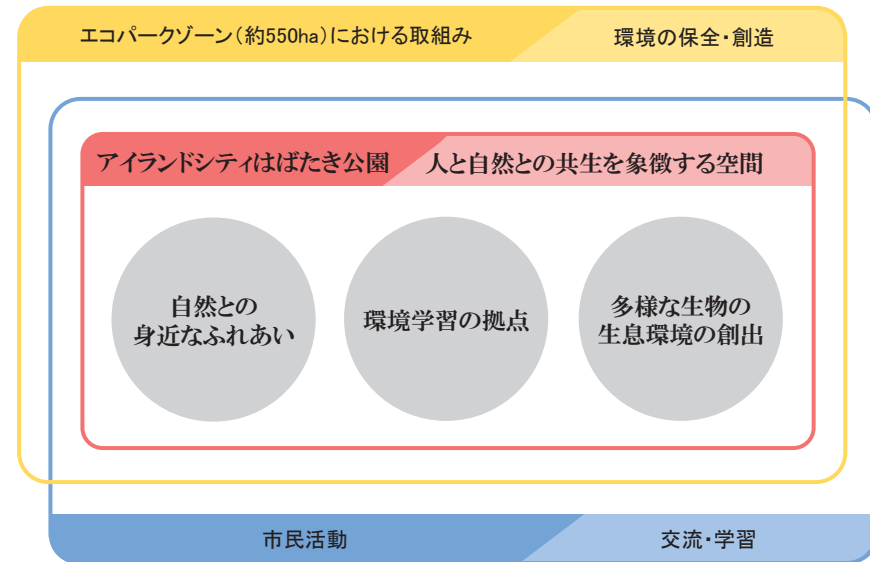 エコパークゾーン(約550ha)における取組み
環境の保全・創造
アイランドシティはばたき公園
人と自然との共生を象徴する空間
自然との
身近なふれあい
環境学習の拠点
多様な生物の
生息環境の創出
市民活動
交流・学習